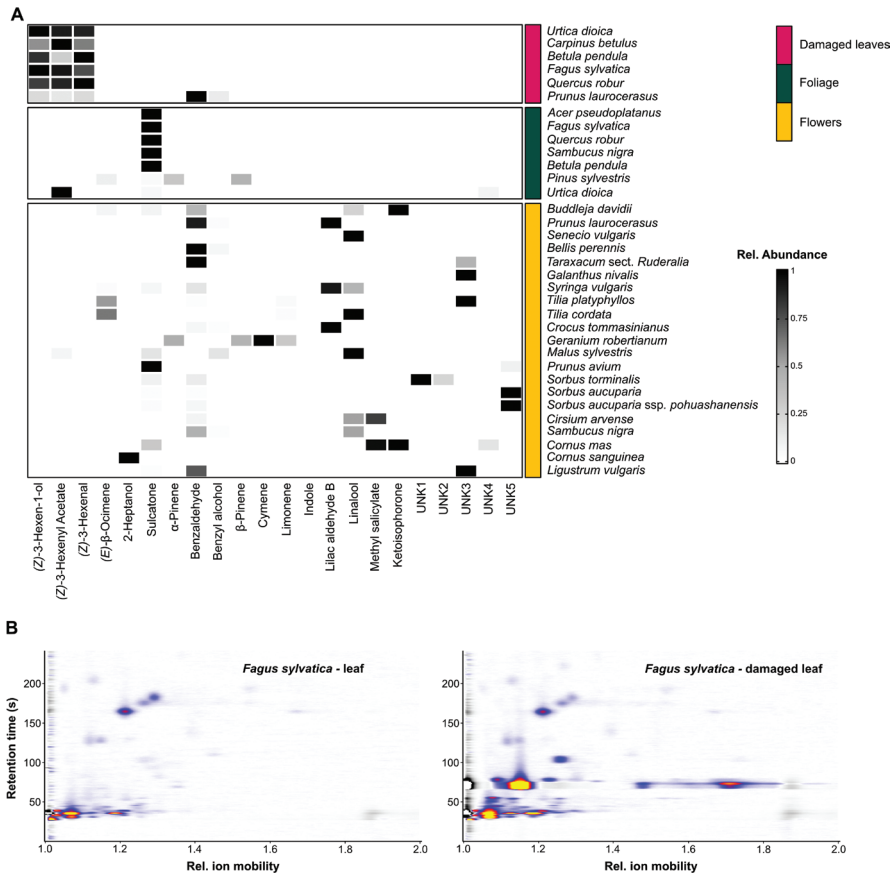 A
Urtica dioica
Carpinus betulus
Betula pendula
Fagus sylvatica
Quercus robur
Prunus laurocerasus
Damaged leaves
Foliage
Flowers
Acer pseudoplatanus
Fagus sylvatica
Quercus robur
Sambucus nigra
Betula pendula
Pinus sylvestris
Urtica dioica
Buddleja davidii
Prunus laurocerasus
Senecio vulgaris
Bellis perennis
Taraxacum sect. Ruderalia
Galanthus nivalis
Syringa vulgaris
Tilia platyphyllos
Tilia cordata
Crocus tommasinianus
Geranium robertianum
Malus sylvestris
Prunus avium
Sorbus torminalis
Sorbus aucuparia
Sorbus aucuparia ssp. pohuashanensis
Cirsium arvense
Sambucus nigra
Cornus mas
Cornus sanguinea
Ligustrum vulgaris
Rel. Abundance
1
0.75
0.5
0.25
0
(Z)-3-Hexen-1-ol
(Z)-3-Hexenyl Acetate
(Z)-3-Hexenal
(E)-β-Ocimene
2-Heptanol
Sulcatone
α-Pinene
Benzaldehyde
Benzyl alcohol
β-Pinene
Cymene
Limonene
Indole
Lilac aldehyde B
Linalool
Methyl salicylate
Ketoisophorone
UNK1
UNK2
UNK3
UNK4
UNK5
B
Fagus sylvatica - leaf
Retention time (s)
200
150
100
50
1.0 1.2 1.4 1.6 1.8 2.0
Rel. ion mobility
Fagus sylvatica - damaged leaf
200
150
100
50
1.0 1.2 1.4 1.6 1.8 2.0
Rel. ion mobility